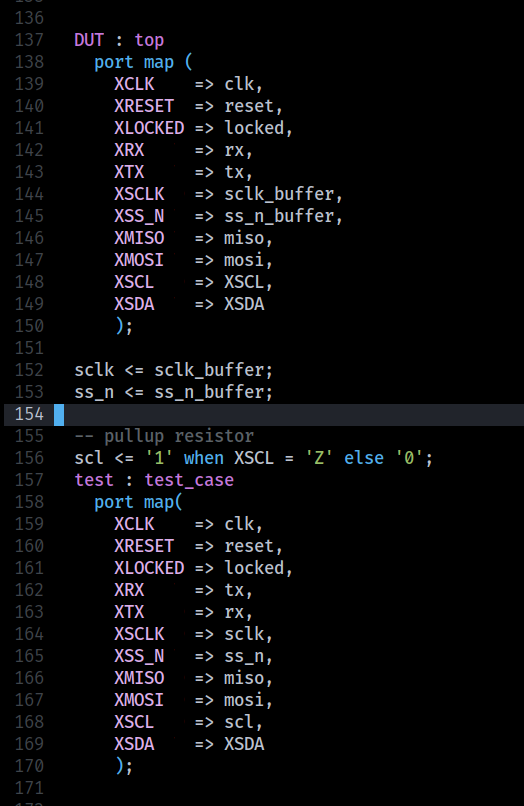 136
137 DUT : top
138 port map (
139 XCLK => clk,
140 XRESET => reset,
141 XLOCKED => locked,
142 XRX => rx,
143 XTX => tx,
144 XSCLK => sclk_buffer,
145 XSS_N => ss_n_buffer,
146 XMISO => miso,
147 XMOSI => mosi,
148 XSCL => XSCL,
149 XSDA => XSDA
150 );
151
152 sclk <= sclk_buffer;
153 ss_n <= ss_n_buffer;
154
155 -- pullup resistor
156 scl <= '1' when XSCL = 'Z' else '0';
157 test : test_case
158 port map(
159 XCLK => clk,
160 XRESET => reset,
161 XLOCKED => locked,
162 XRX => tx,
163 XTX => rx,
164 XSCLK => sclk,
165 XSS_N => ss_n,
166 XMISO => miso,
167 XMOSI => mosi,
168 XSCL => scl,
169 XSDA => XSDA
170 );
171